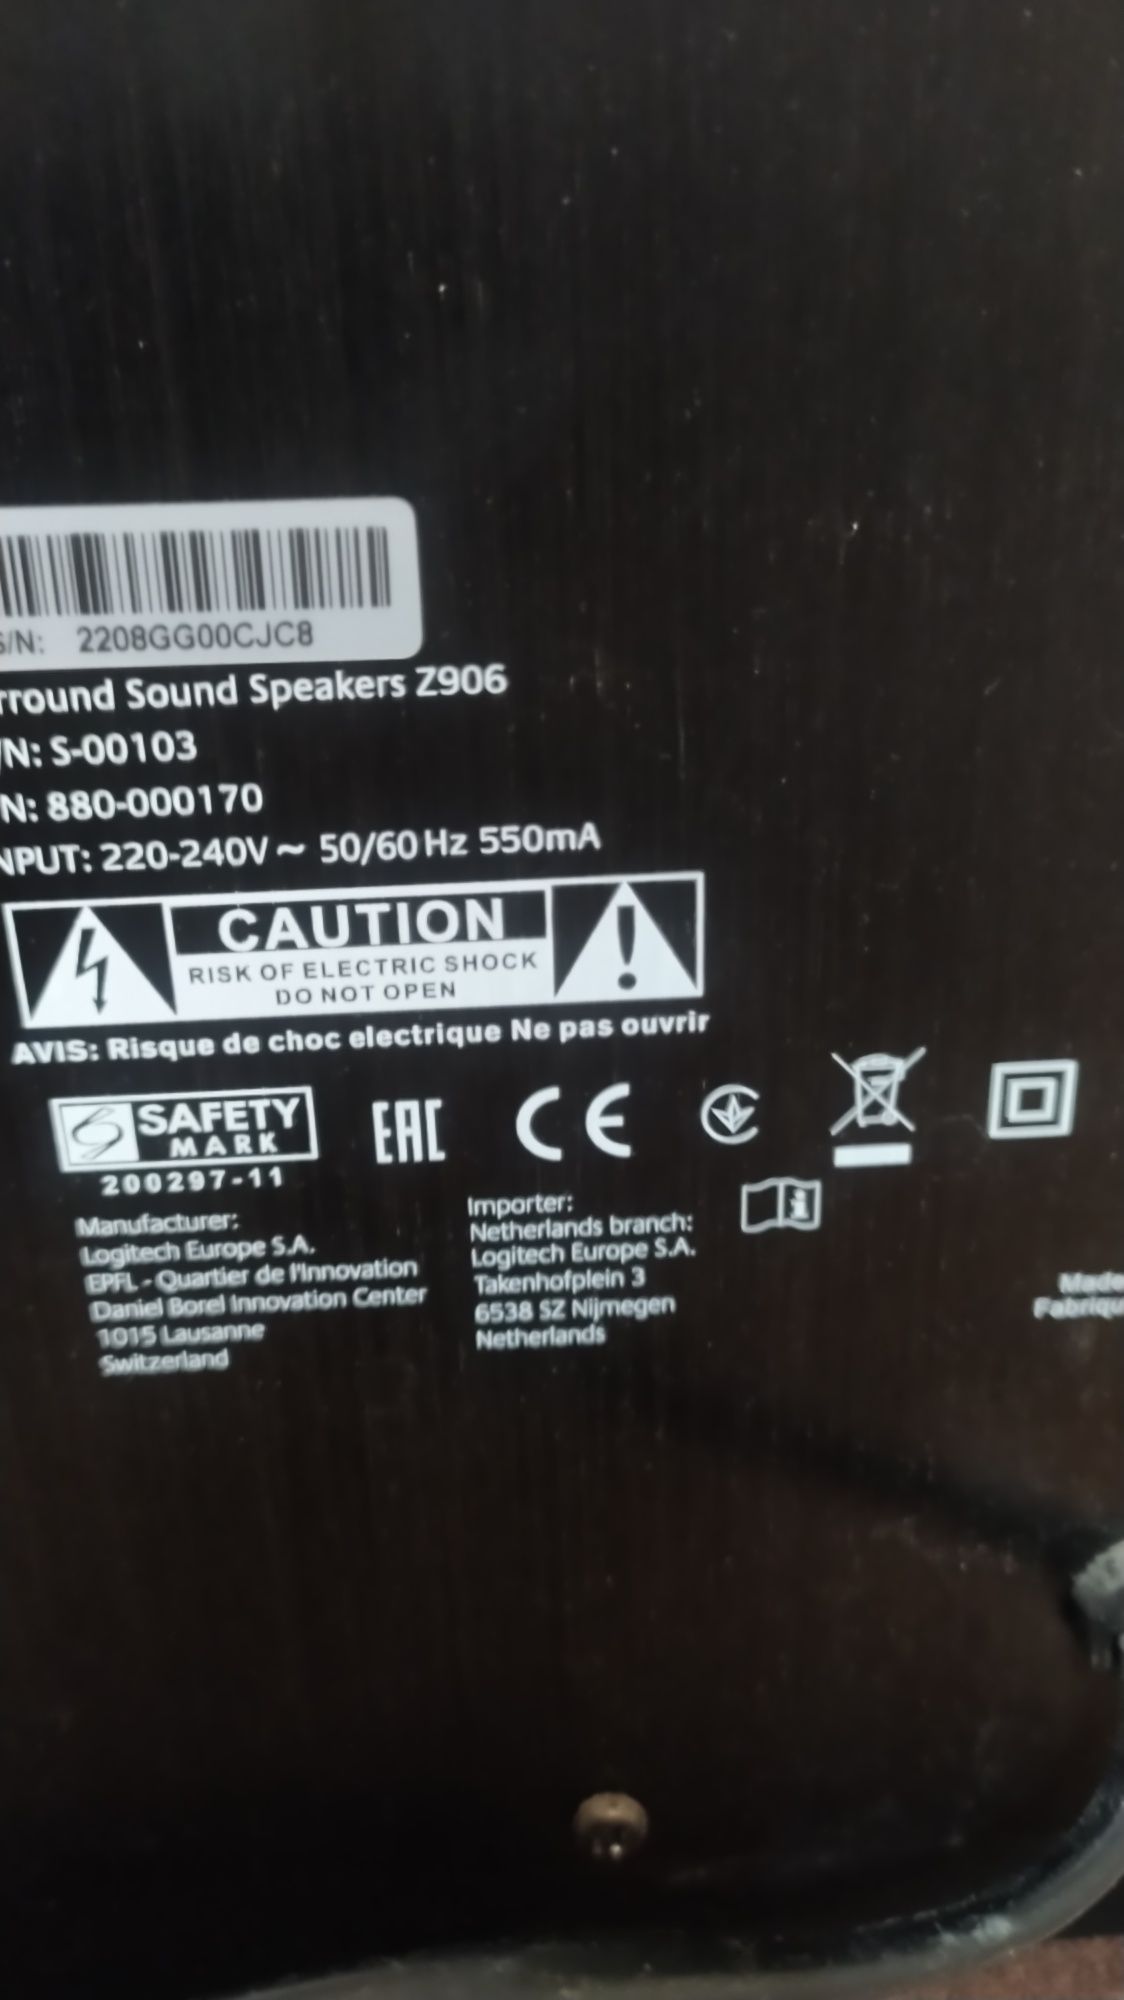 S/N: 2208GG00CJC8
rround Sound Speakers Z906
/N: S-00103
N: 880-000170
NPUT: 220-240V ~ 50/60 Hz 550mA
CAUTION
RISK OF ELECTRIC SHOCK
DO NOT OPEN
AVIS: Risque de choc electrique Ne pas ouvrir
SAFETY
MARK
200297-11
EAC
CE
Manufacturer:
Logitech Europe S.A.
EPFL - Quartier de l'Innovation
Daniel Borel Innovation Center
1015 Lausanne
Switzerland
Importer:
Netherlands branch:
Logitech Europe S.A.
Takenhofplein 3
6538 SZ Nijmegen
Netherlands
Made
Fabriqu